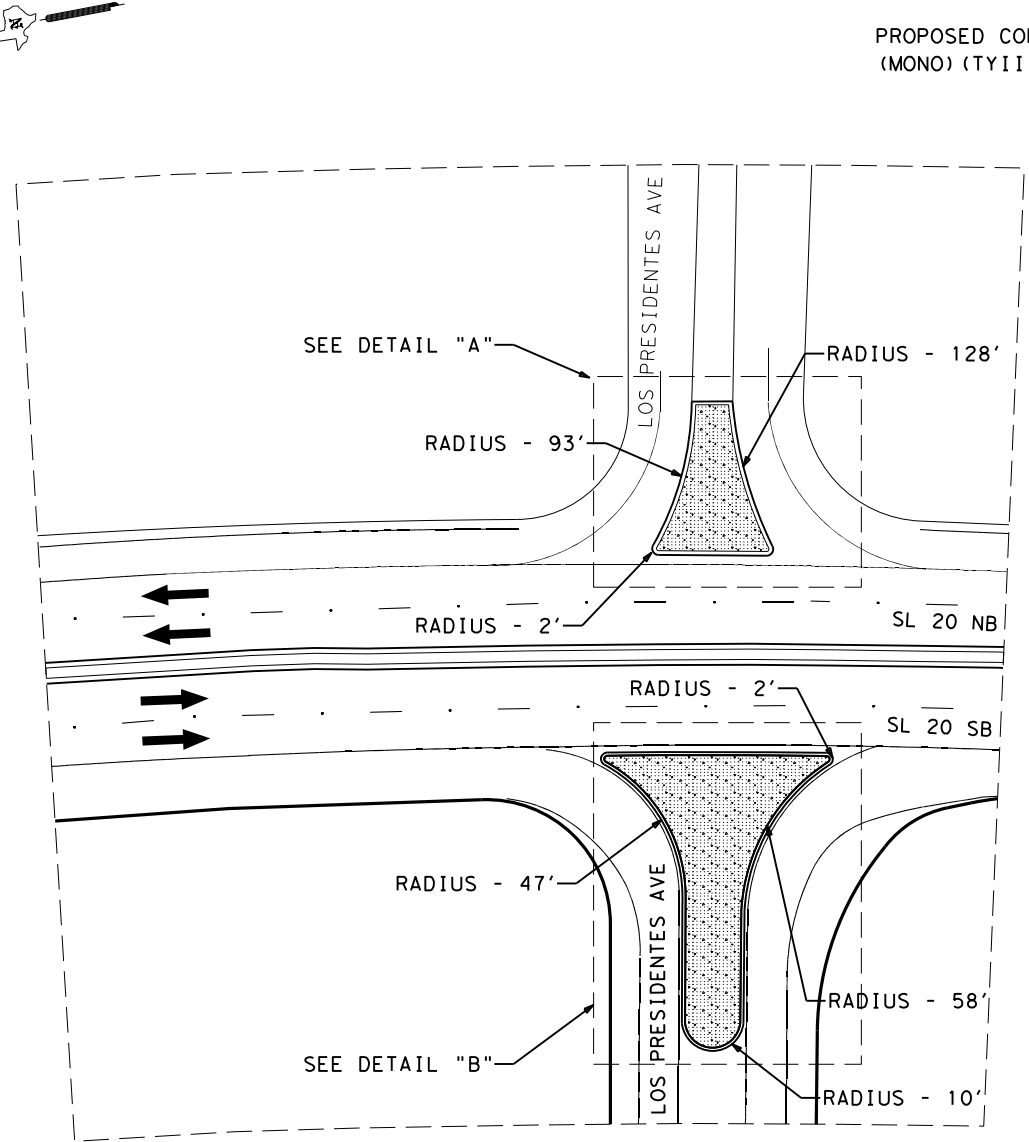 PROPOSED CO
(MONO) (TYII
LOS PRESIDENTES AVE
SEE DETAIL "A"
RADIUS - 128'
RADIUS - 93'
RADIUS - 2'
SL 20 NB
RADIUS - 2'
SL 20 SB
RADIUS - 47'
LOS PRESIDENTES AVE
RADIUS - 58'
SEE DETAIL "B"
RADIUS - 10'